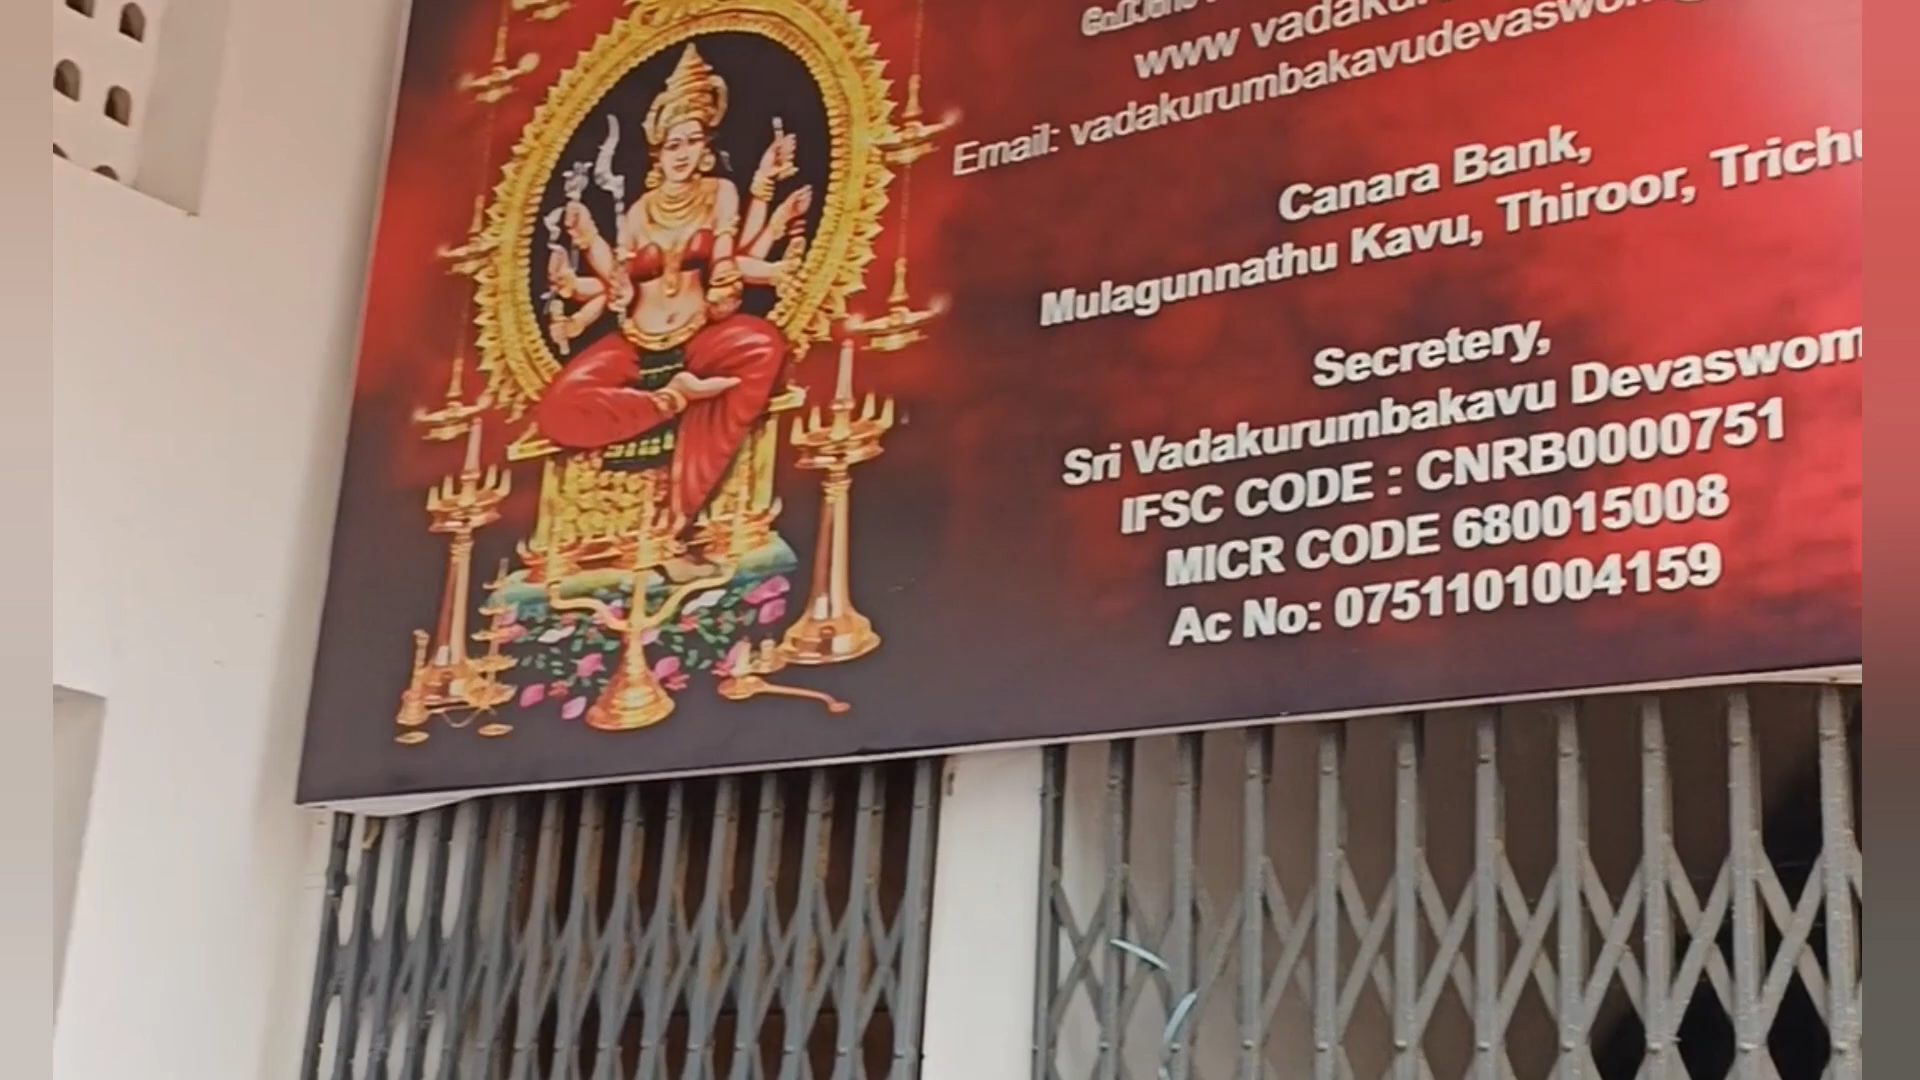 www vadaku
Email: vadakurumbakavudevaswom
Canara Bank,
Mulagunnathu Kavu, Thiroor, Trichu
Secretery,
Sri Vadakurumbakavu Devaswom
IFSC CODE : CNRB0000751
MICR CODE 680015008
Ac No: 0751101004159